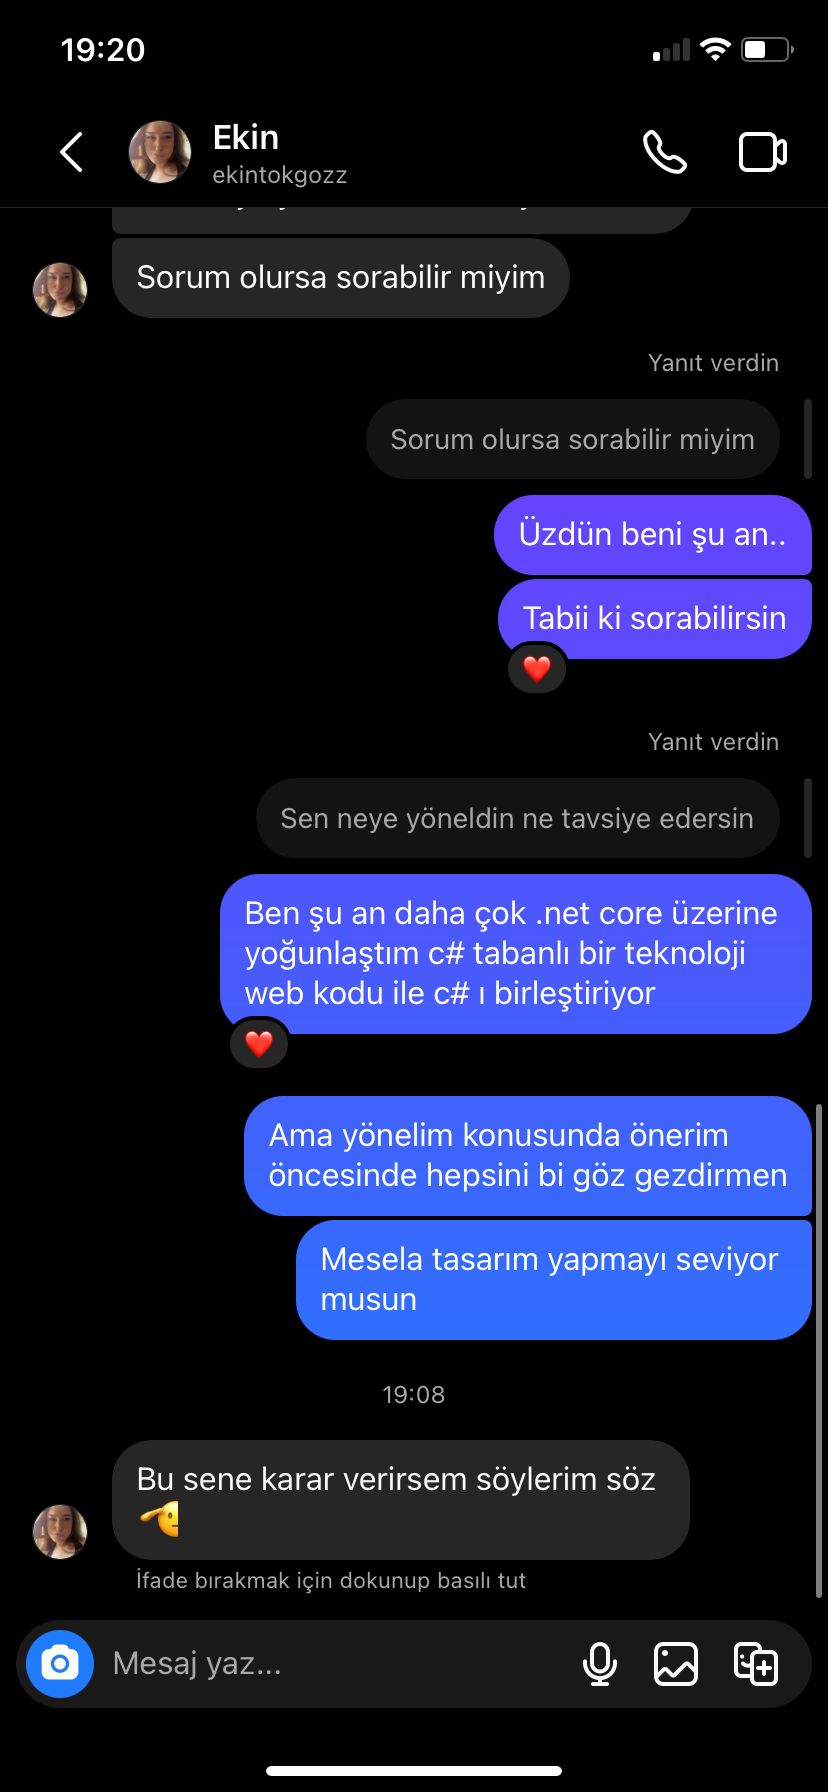 19:20
Ekin
ekintokgozz
Sorum olursa sorabilir miyim
Yanıt verdin
Sorum olursa sorabilir miyim
Üzdün beni şu an..
Tabii ki sorabilirsin
Yanıt verdin
Sen neye yöneldin ne tavsiye edersin
Ben şu an daha çok .net core üzerine
yoğunlaştım c# tabanlı bir teknoloji
web kodu ile c# ı birleştiriyor
Ama yönelim konusunda önerim
öncesinde hepsini bi göz gezdirmen
Mesela tasarım yapmayı seviyor
musun
19:08
Bu sene karar verirsem söylerim söz
İfade bırakmak için dokunup basılı tut
Mesaj yaz...